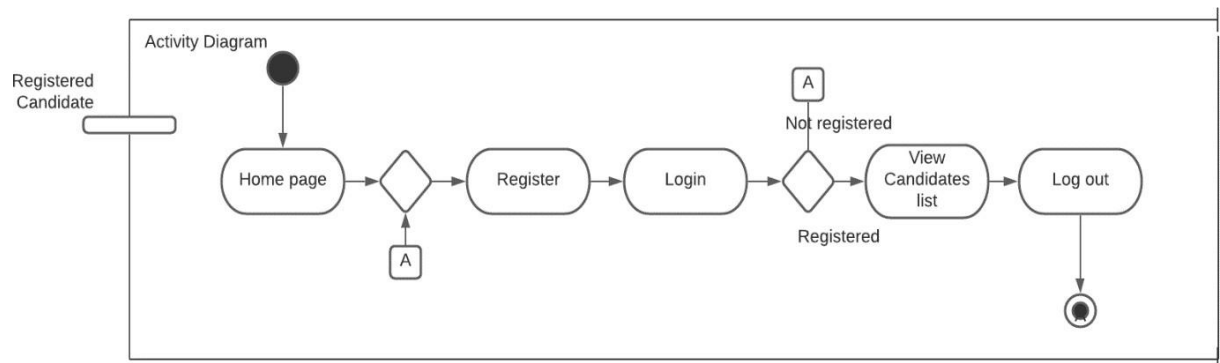 Activity Diagram
Registered
Candidate
A
Not registered
Home page
Register
Login
View
Candidates
list
Log out
Registered
A